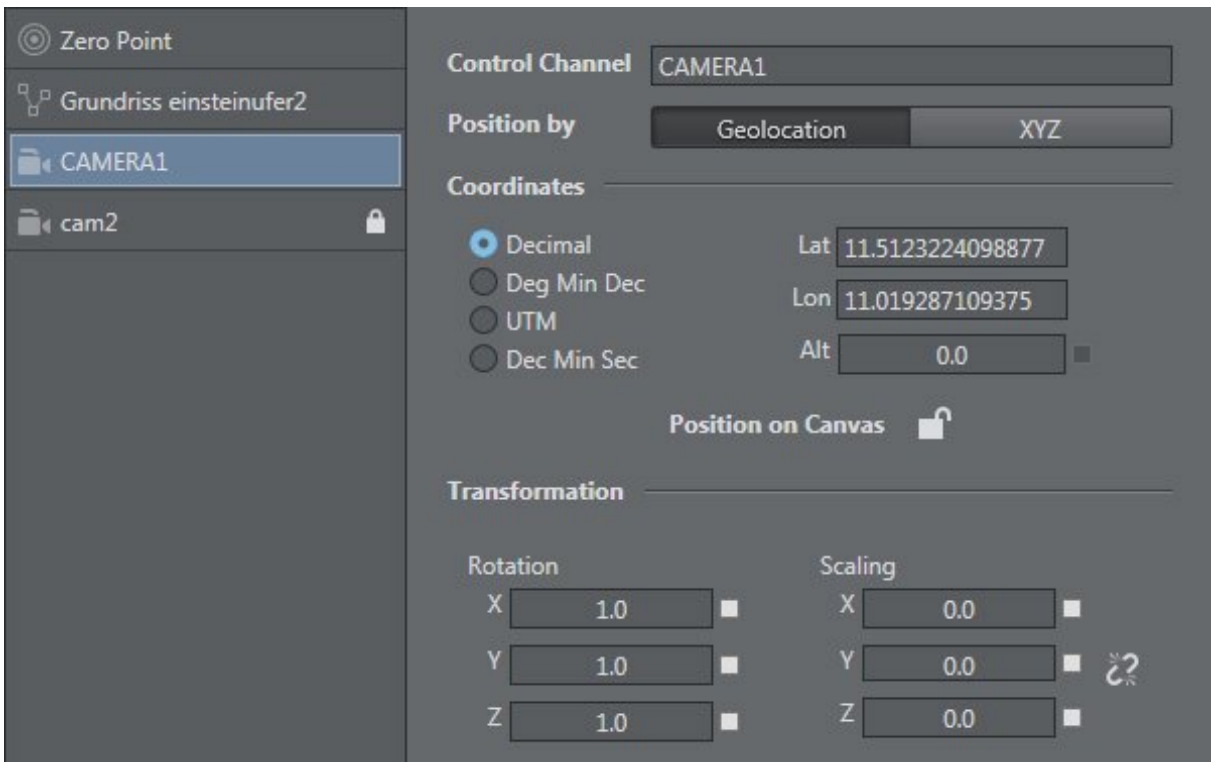 Zero Point
Grundriss einsteinufer2
CAMERA1
cam2
Control Channel CAMERA1
Position by Geolocation XYZ
Coordinates
Decimal Lat 11.5123224098877
Deg Min Dec Lon 11.019287109375
UTM
Dec Min Sec Alt 0.0
Position on Canvas
Transformation
Rotation Scaling
X 1.0 X 0.0
Y 1.0 Y 0.0
Z 1.0 Z 0.0